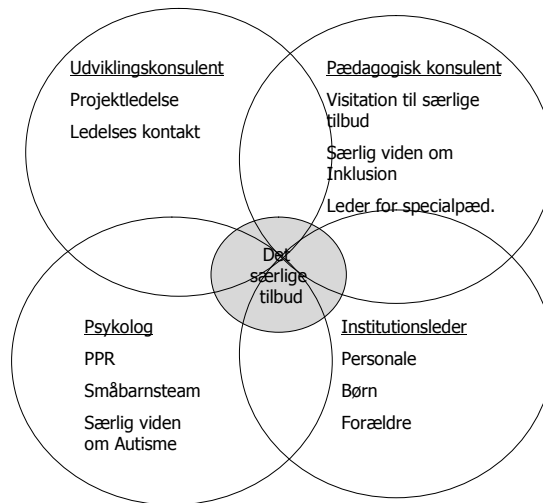 Udviklingskonsulent
Projektledelse
Ledelses kontakt
Pædagogisk konsulent
Visitation til særlige
tilbud
Særlig viden om
Inklusion
Leder for specialpæd.
Det
særlige
tilbud
Psykolog
PPR
Småbarnsteam
Særlig viden
om Autisme
Institutionsleder
Personale
Børn
Forældre